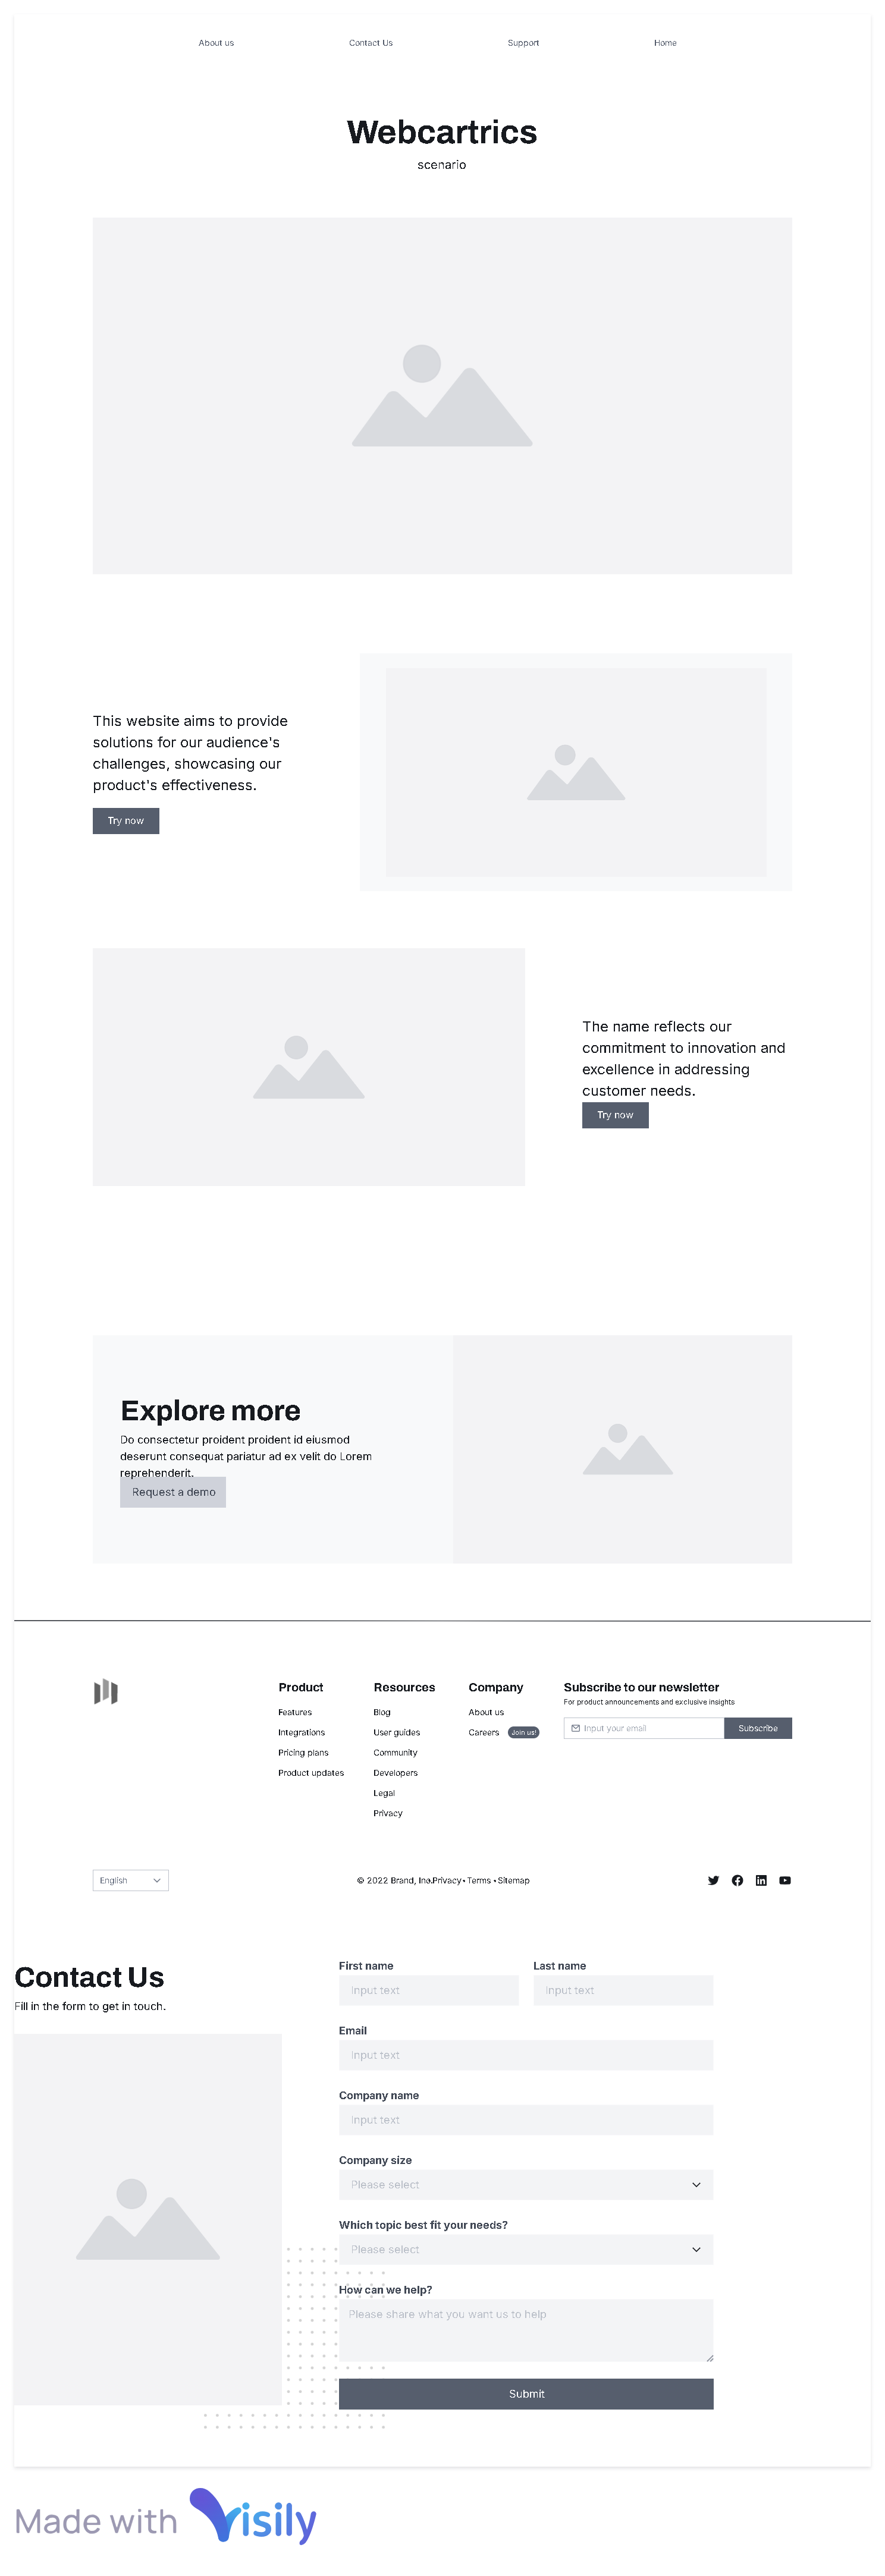 About us
Contact Us
Support
Home
Webcartrics
scenario
This website aims to provide
solutions for our audience's
challenges, showcasing our
product's effectiveness.
Try now
The name reflects our
commitment to innovation and
excellence in addressing
customer needs.
Try now
Explore more
Do consectetur proident proident id eiusmod
deserunt consequat pariatur ad ex velit do Lorem
reprehenderit.
Request a demo
Product
Features
Integrations
Pricing plans
Product updates
Resources
Blog
User guides
Community
Developers
Legal
Privacy
Company
About us
Careers
Join us!
Subscribe to our newsletter
For product announcements and exclusive insights
Input your email
Subscribe
English
© 2022 Brand, Inc.•Privacy • Terms • Sitemap
Contact Us
Fill in the form to get in touch.
First name
Input text
Last name
Input text
Email
Input text
Company name
Input text
Company size
Please select
Which topic best fit your needs?
Please select
How can we help?
Please share what you want us to help
Submit
Made with Visily